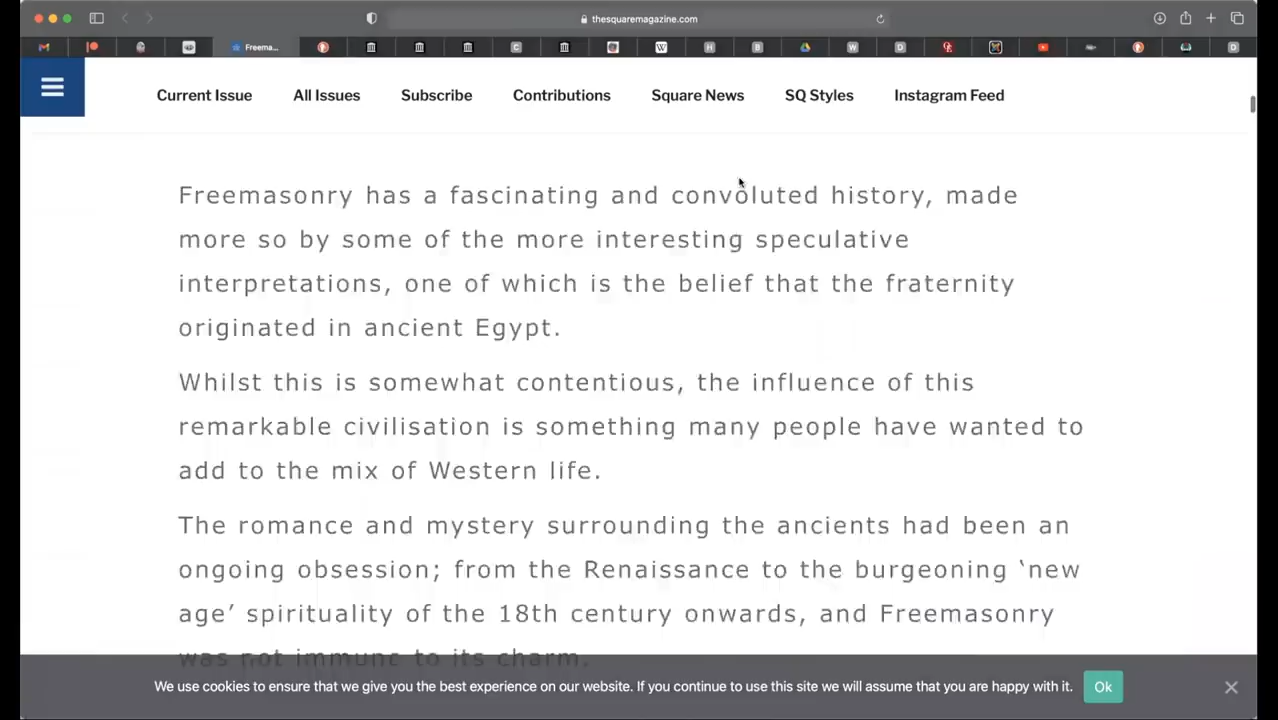 thesquaremagazine.com
Freema...
Current Issue All Issues Subscribe Contributions Square News SQ Styles Instagram Feed
Freemasonry has a fascinating and convoluted history, made
more so by some of the more interesting speculative
interpretations, one of which is the belief that the fraternity
originated in ancient Egypt.
Whilst this is somewhat contentious, the influence of this
remarkable civilisation is something many people have wanted to
add to the mix of Western life.
The romance and mystery surrounding the ancients had been an
ongoing obsession; from the Renaissance to the burgeoning ‘new
age’ spirituality of the 18th century onwards, and Freemasonry
was not immune to its charm.
We use cookies to ensure that we give you the best experience on our website. If you continue to use this site we will assume that you are happy with it. Ok